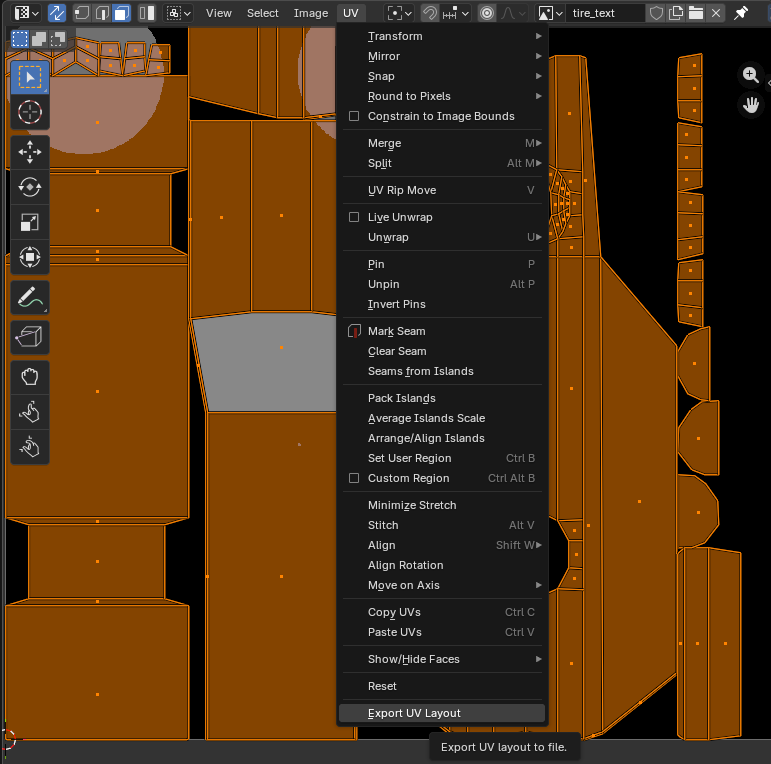 View Select Image UV tire_text
Transform
Mirror
Snap
Round to Pixels
Constrain to Image Bounds
Merge M
Split Alt M
UV Rip Move V
Live Unwrap
Unwrap U
Pin P
Unpin Alt P
Invert Pins
Mark Seam
Clear Seam
Seams from Islands
Pack Islands
Average Islands Scale
Arrange/Align Islands
Set User Region Ctrl B
Custom Region Ctrl Alt B
Minimize Stretch
Stitch Alt V
Align Shift W
Align Rotation
Move on Axis
Copy UVs Ctrl C
Paste UVs Ctrl V
Show/Hide Faces
Reset
Export UV Layout
Export UV layout to file.